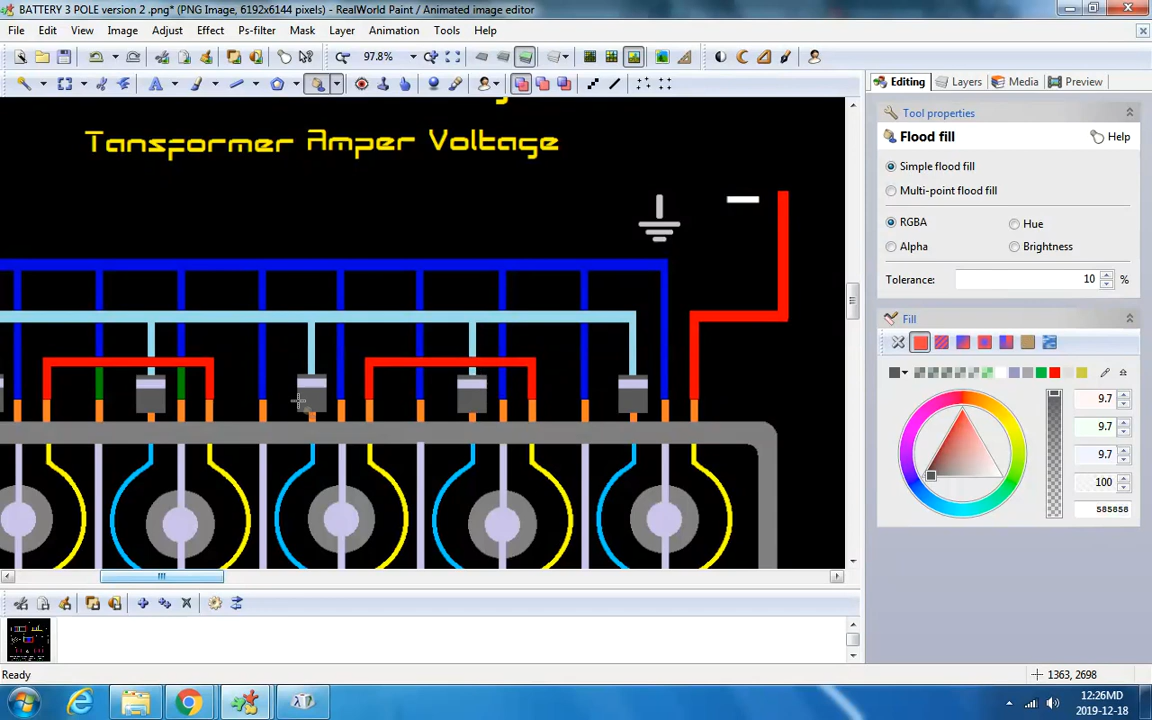 BATTERY 3 POLE version 2 .png* (PNG Image, 6192x6144 pixels) - RealWorld Paint / Animated image editor
File Edit View Image Adjust Effect Ps-filter Mask Layer Animation Tools Help
97.8%
Editing Layers Media Preview
Tansformer Amper Voltage
Tool properties
Flood fill Help
Simple flood fill
Multi-point flood fill
RGBA Hue
Alpha Brightness
Tolerance: 10 %
Fill
9.7
9.7
9.7
100
585858
Ready
1363, 2698
12:26MD
2019-12-18